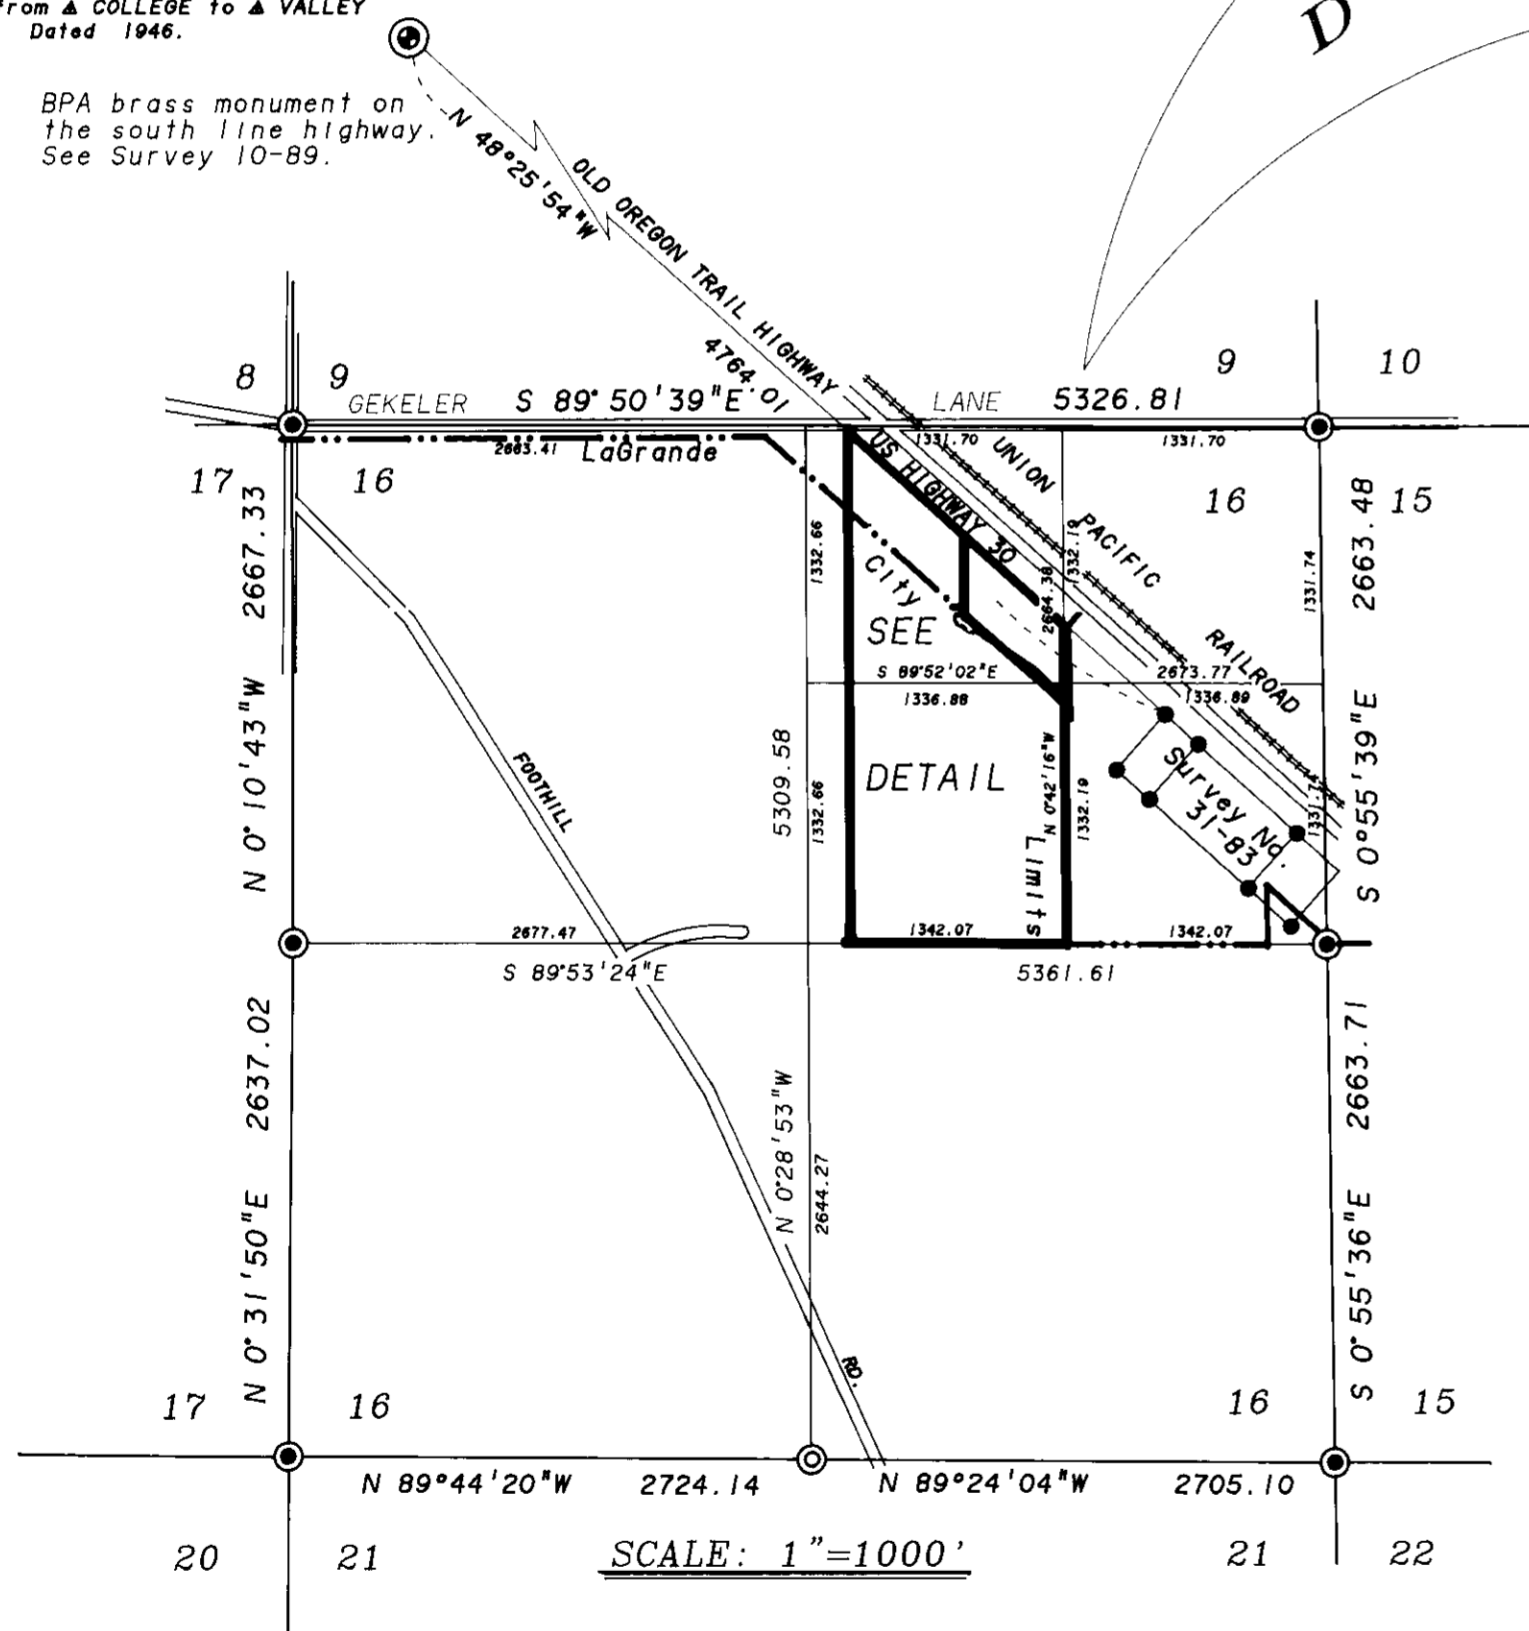 from ▲ COLLEGE to ▲ VALLEY
Dated 1946.
D
BPA brass monument on
the south line highway.
See Survey 10-89.
N 48°25'54"W
OLD OREGON TRAIL HIGHWAY
4764.01
8
9
9
10
GEKELER
S 89°50'39"E
LANE
5326.81
2663.41
LaGrande
1331.70
1331.70
US HIGHWAY 30
UNION
PACIFIC
RAILROAD
17
16
16
15
N 0°10'43"W 2667.33
1332.66
City
1332.19
2664.38
1331.74
2663.48
S 0°55'39"E
SEE
S 89°52'02"E
1336.88
2673.77
1336.89
DETAIL
5309.58
1332.66
N 0°42'16"W
1332.19
Limits
Survey No.
31-83
1331.74
FOOTHILL
2677.47
1342.07
1342.07
S 89°53'24"E
5361.61
N 0°31'50"E 2637.02
N 0°28'53"W
2644.27
2663.71
S 0°55'36"E
RD.
17
16
16
15
N 89°44'20"W
2724.14
N 89°24'04"W
2705.10
20
21
SCALE: 1"=1000'
21
22